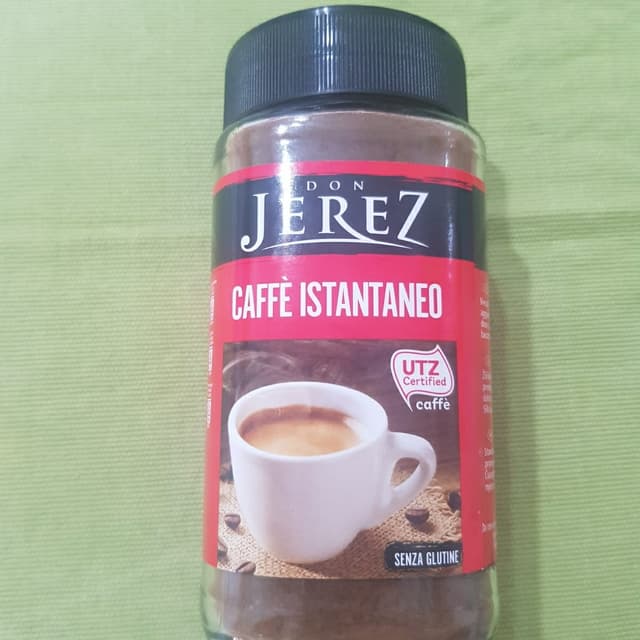 DON
JEREZ
CAFFÈ ISTANTANEO
UTZ
Certified
caffè
SENZA GLUTINE